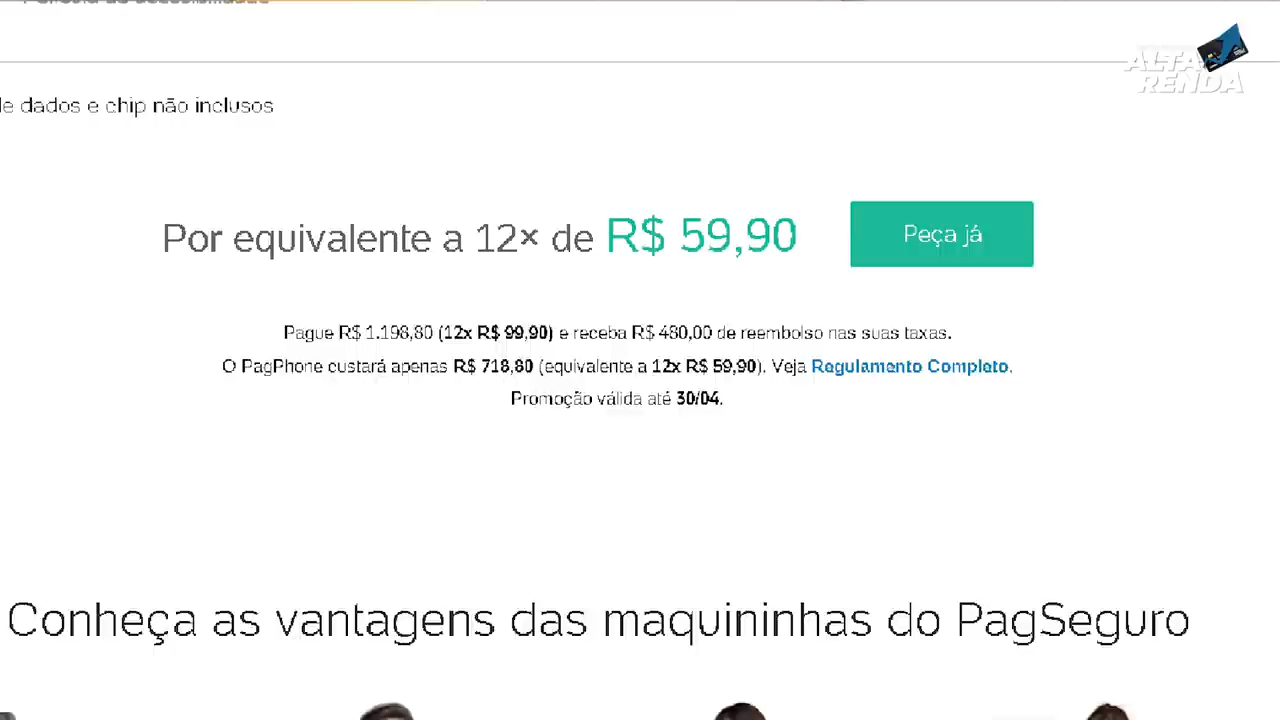 ALTA
RENDA
de dados e chip não inclusos
Por equivalente a 12x de R$ 59,90
Peça já
Pague R$ 1.198,80 (12x R$ 99,90) e receba R$ 480,00 de reembolso nas suas taxas.
O PagPhone custará apenas R$ 718,80 (equivalente a 12x R$ 59,90). Veja Regulamento Completo.
Promoção válida até 30/04.
Conheça as vantagens das maquininhas do PagSeguro